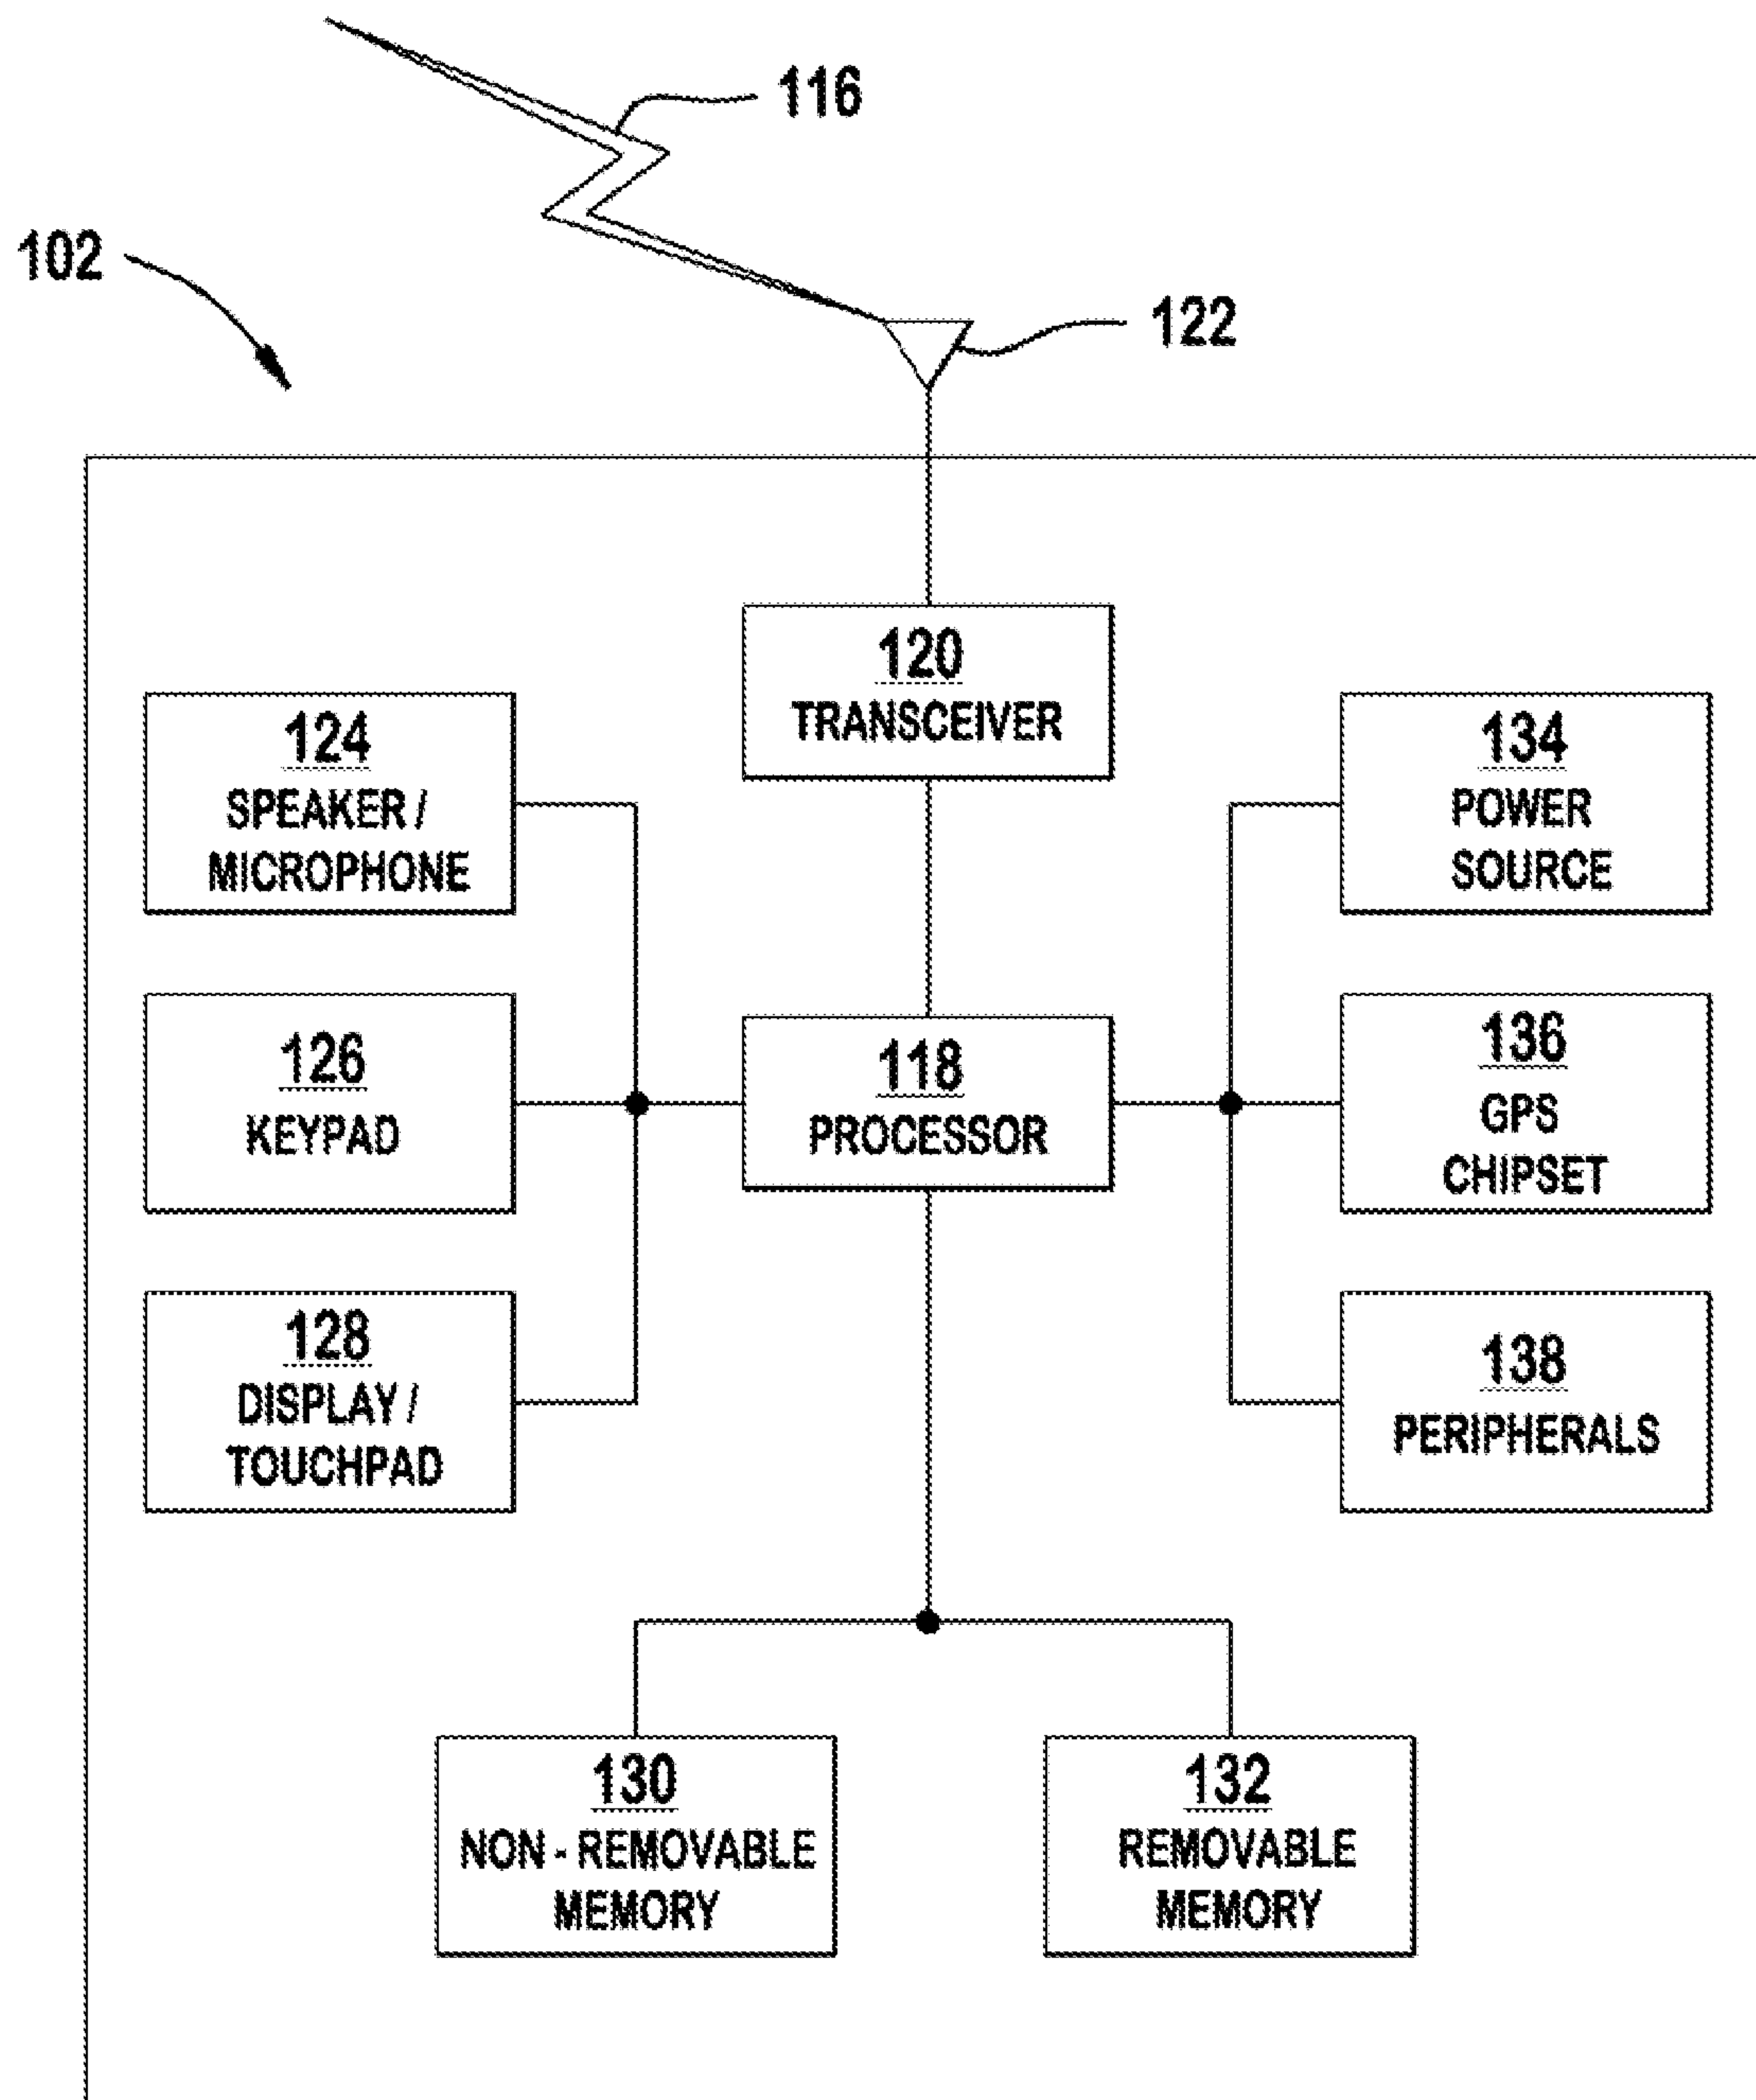 116
102
122
120
TRANSCEIVER
124
SPEAKER /
MICROPHONE
134
POWER
SOURCE
126
KEYPAD
118
PROCESSOR
136
GPS
CHIPSET
128
DISPLAY /
TOUCHPAD
138
PERIPHERALS
130
NON - REMOVABLE
MEMORY
132
REMOVABLE
MEMORY